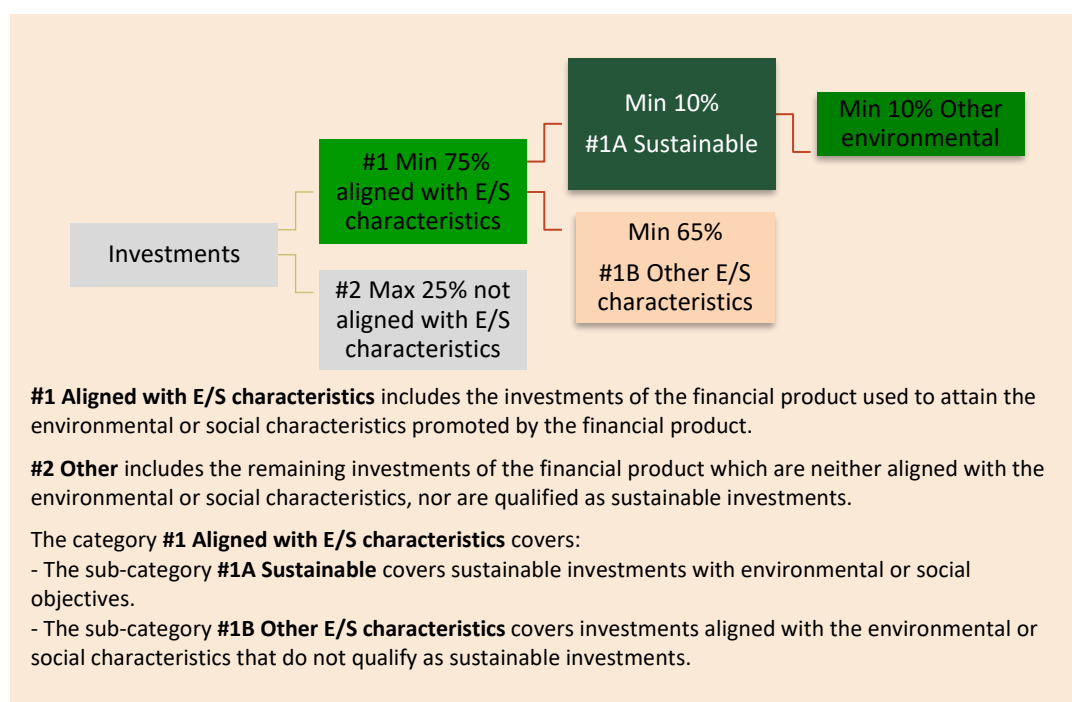 Investments
#1 Min 75%
aligned with E/S
characteristics
#2 Max 25% not
aligned with E/S
characteristics
Min 10%
#1A Sustainable
Min 65%
#1B Other E/S
characteristics
Min 10% Other
environmental
#1 Aligned with E/S characteristics includes the investments of the financial product used to attain the
environmental or social characteristics promoted by the financial product.
#2 Other includes the remaining investments of the financial product which are neither aligned with the
environmental or social characteristics, nor are qualified as sustainable investments.
The category #1 Aligned with E/S characteristics covers:
- The sub-category #1A Sustainable covers sustainable investments with environmental or social
objectives.
- The sub-category #1B Other E/S characteristics covers investments aligned with the environmental or
social characteristics that do not qualify as sustainable investments.